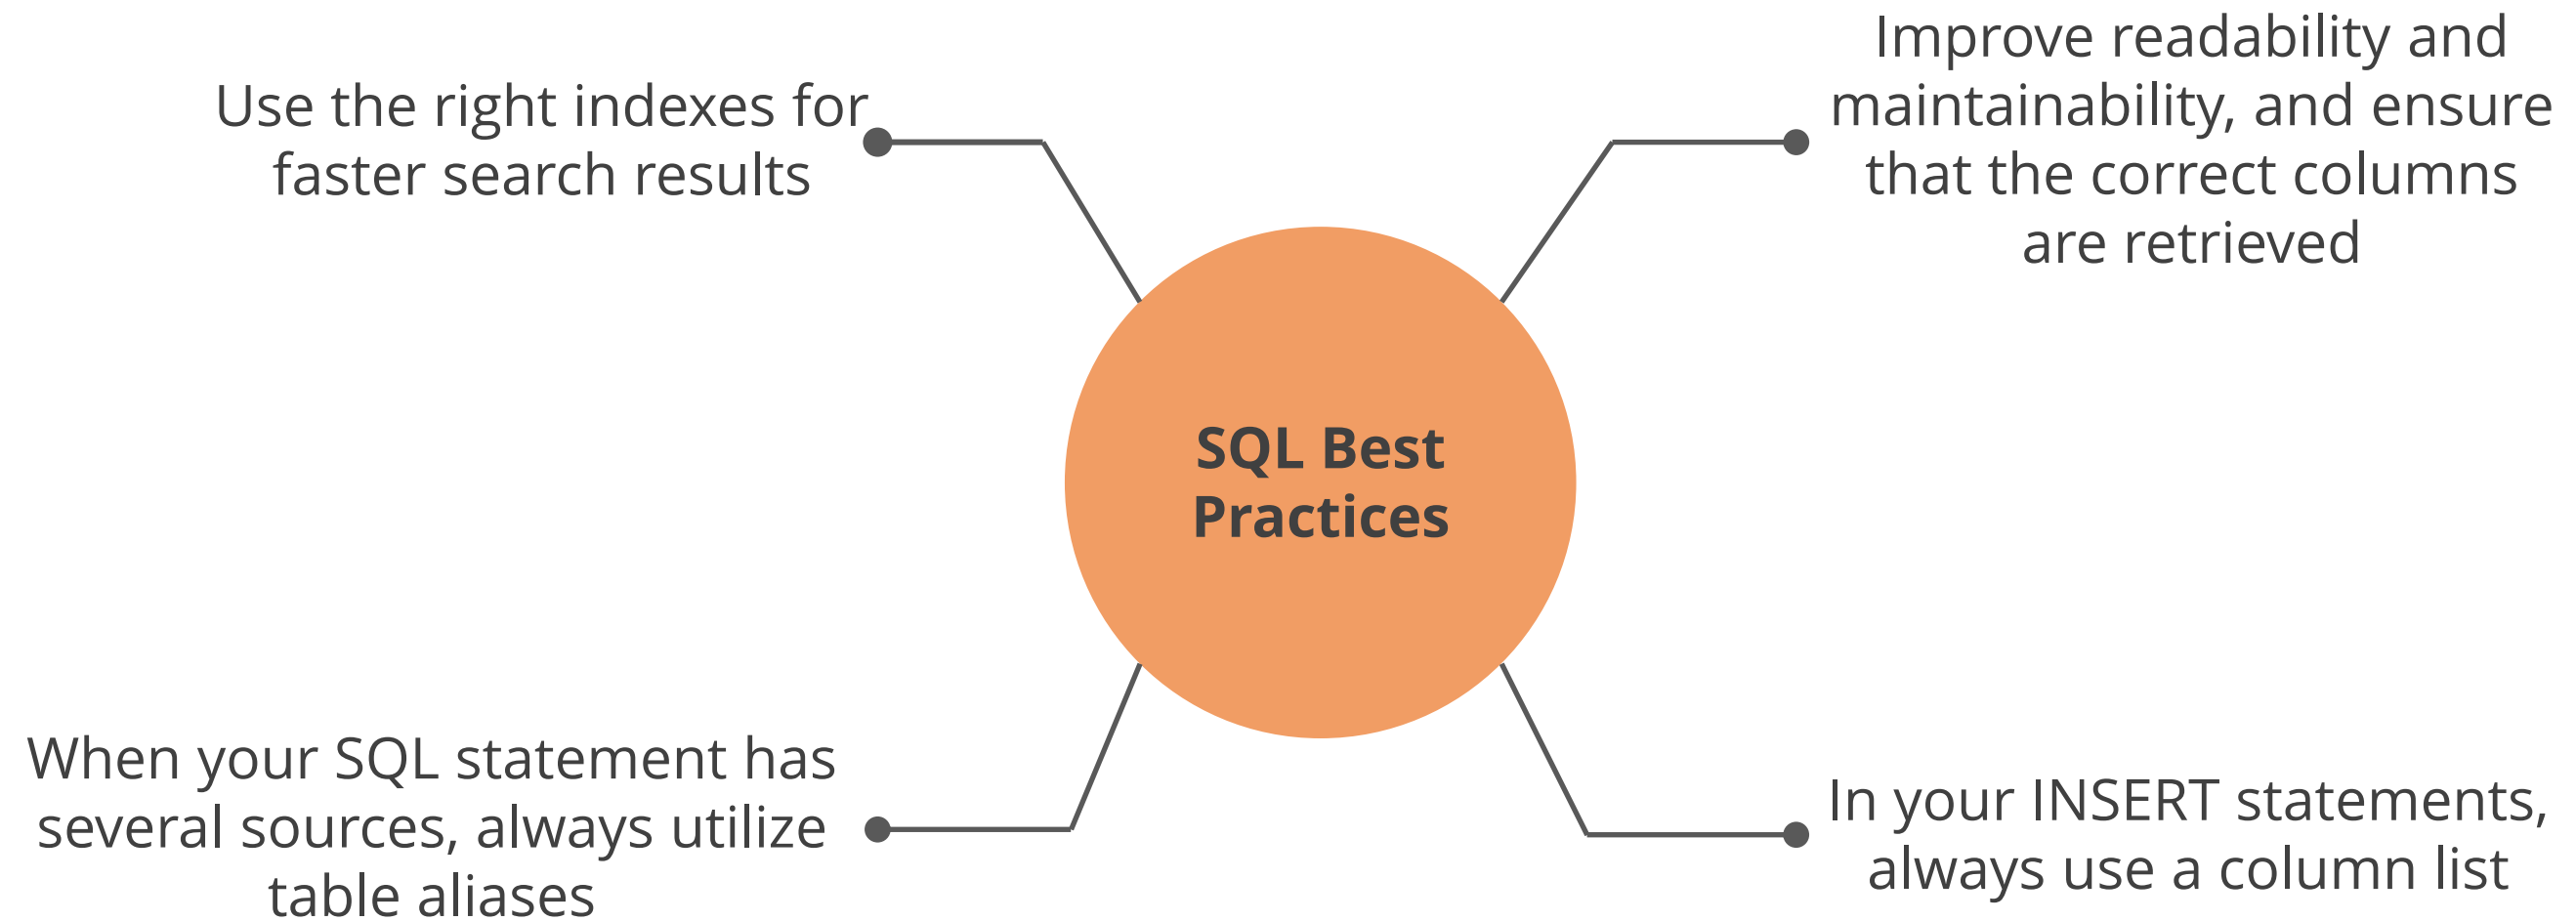 Use the right indexes for
faster search results
Improve readability and
maintainability, and ensure
that the correct columns
are retrieved
SQL Best
Practices
When your SQL statement has
several sources, always utilize
table aliases
In your INSERT statements,
always use a column list